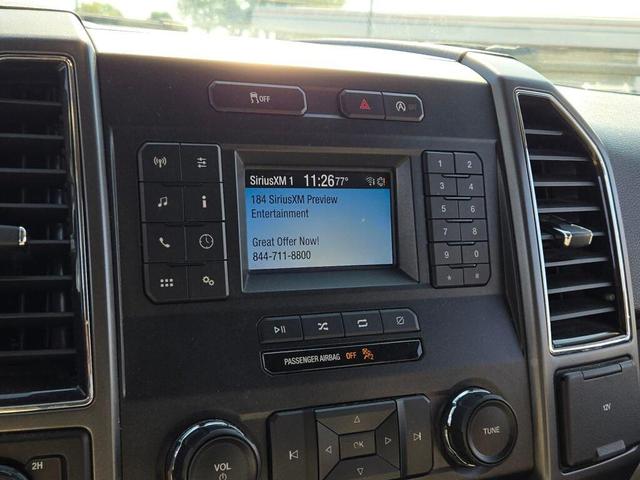 OFF
SiriusXM 1 11:26 77°
184 SiriusXM Preview
Entertainment
Great Offer Now!
844-711-8800
i
1 2
3 4
5 6
7 8
9 0
* #
PASSENGER AIRBAG OFF
VOL
OK
TUNE
2H
12V